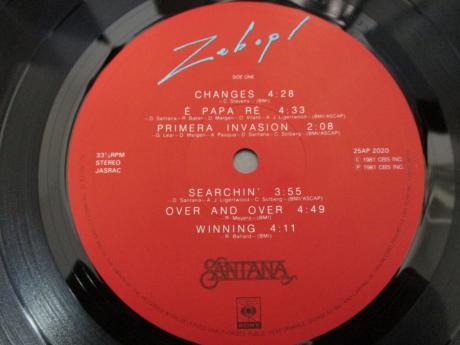 Zebop!
SIDE ONE
CHANGES 4:28
–C. Stevens– (BMI)
É PAPA RÉ 4:33
–D. Santana – R. Baker – D. Margen – O. Vilató – A. J. Ligertwood– (BMI/ASCAP)
PRIMERA INVASION 2:08
–G. Lear – D. Margen – A. Pasqua – D. Santana – C. Solberg– (BMI/ASCAP)
33⅓RPM
STEREO
JASRAC
25AP 2020
© 1981 CBS INC.
℗ 1981 CBS INC.
SEARCHIN' 3:55
–D. Santana – A. J. Ligertwood – C. Solberg– (BMI/ASCAP)
OVER AND OVER 4:49
–R. Meyers– (BMI)
WINNING 4:11
–R. Ballard– (BMI)
SANTANA
CBS
SONY